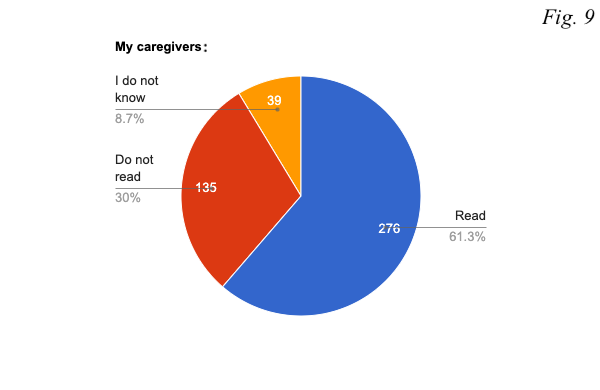 Fig. 9
My caregivers:
I do not
know
8.7%
39
Do not
read
30%
135
276
Read
61.3%